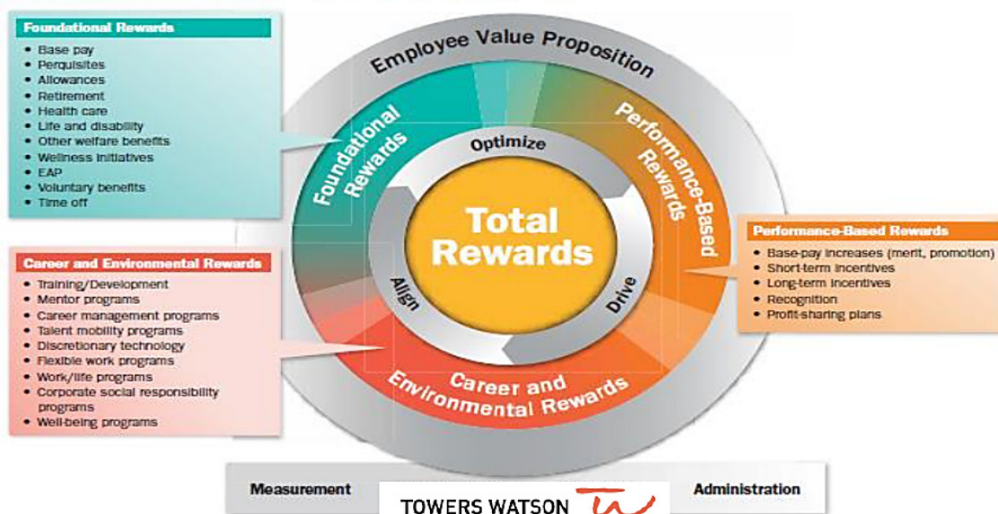 Foundational Rewards
• Base pay
• Perquisites
• Allowances
• Retirement
• Health care
• Life and disability
• Other welfare benefits
• Wellness initiatives
• EAP
• Voluntary benefits
• Time off
Career and Environmental Rewards
• Training/Development
• Mentor programs
• Career management programs
• Talent mobility programs
• Discretionary technology
• Flexible work programs
• Work/life programs
• Corporate social responsibility
programs
• Well-being programs
Employee Value Proposition
Foundational
Rewards
Performance-Based
Rewards
Career and
Environmental Rewards
Optimize
Drive
Align
Total
Rewards
Performance-Based Rewards
• Base-pay increases (merit, promotion)
• Short-term incentives
• Long-term incentives
• Recognition
• Profit-sharing plans
Measurement
TOWERS WATSON
Administration